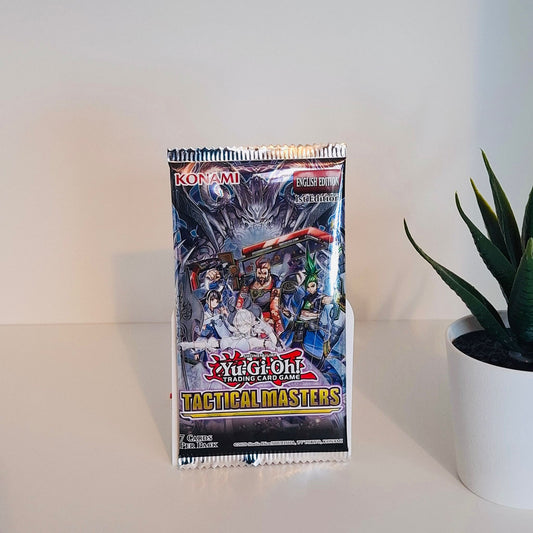 KONAMI
ENGLISH EDITION
1st Edition
Yu-Gi-Oh!
TRADING CARD GAME
TACTICAL MASTERS
7 CARDS
PER PACK